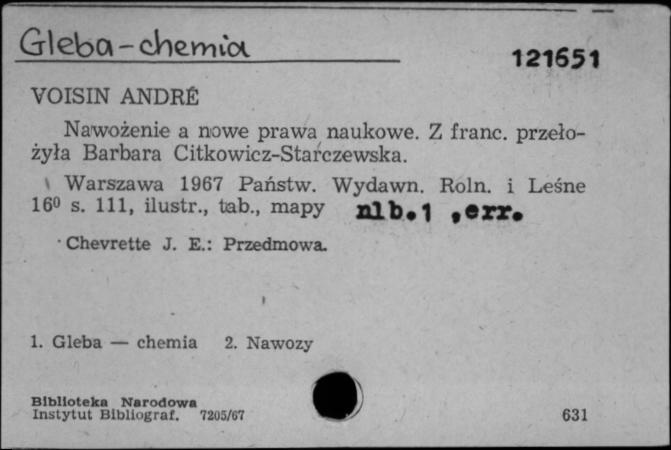 Gleba-chemia
121651
VOISIN ANDRÉ
Nawożenie a nowe prawa naukowe. Z franc. przeło-
żyła Barbara Citkowicz-Starczewska.
Warszawa 1967 Państw. Wydawn. Roln. i Leśne
16⁰ s. 111, ilustr., tab., mapy nlb.1 ,err.
Chevrette J. E.: Przedmowa.
1. Gleba — chemia 2. Nawozy
Biblioteka Narodowa
Instytut Bibliograf. 7205/67 631